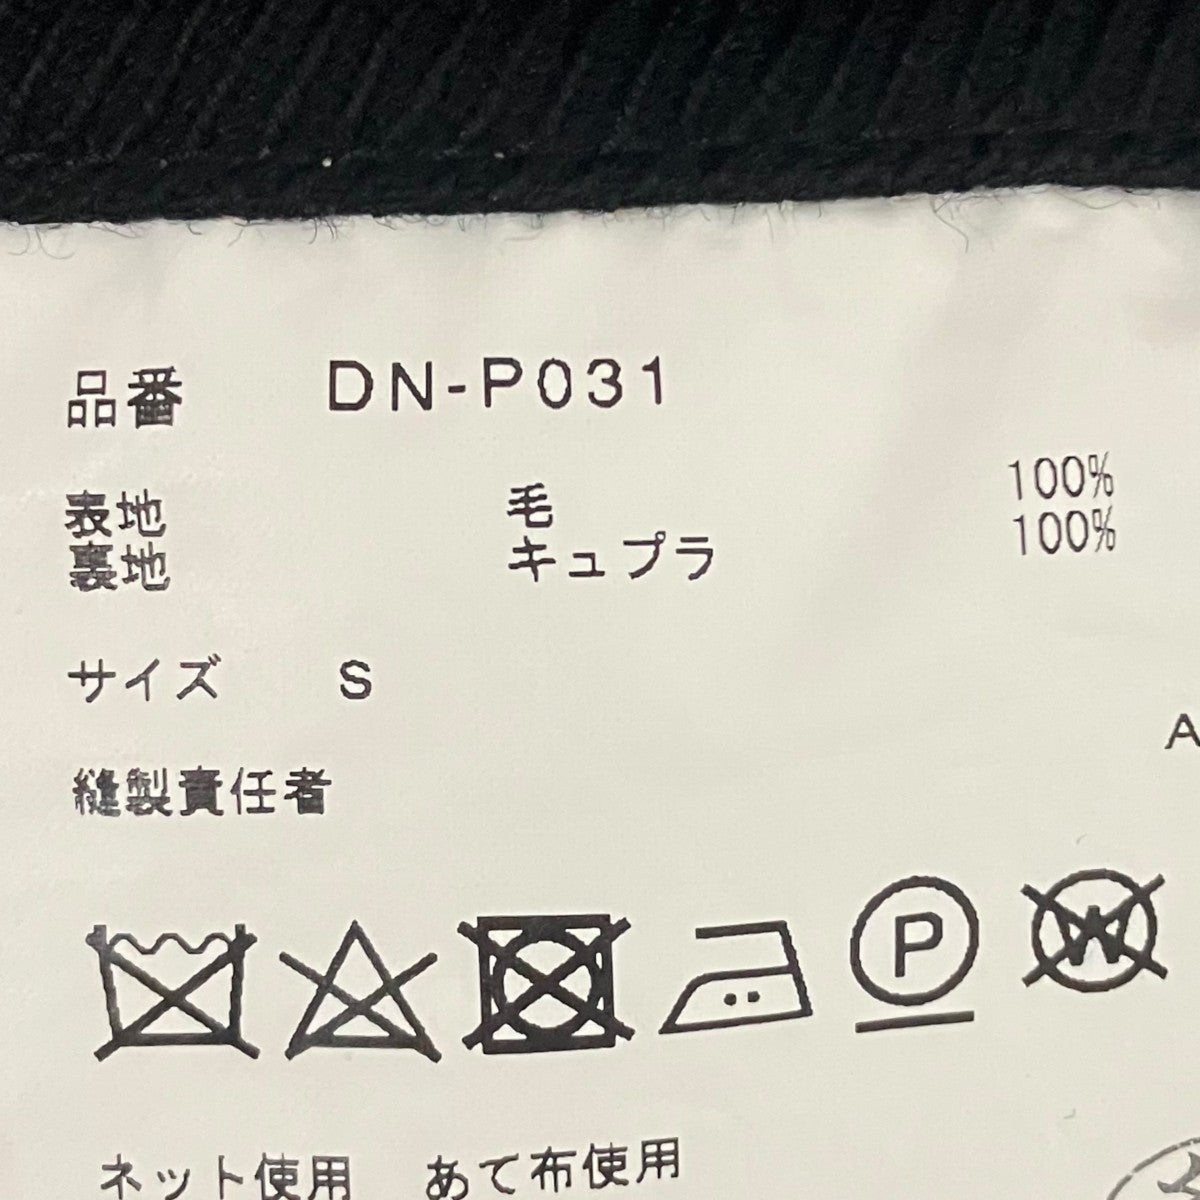 品番 DN-P031
表地 毛 100%
裏地 キュプラ 100%
サイズ S
縫製責任者
A
P
W
ネット使用 あて布使用